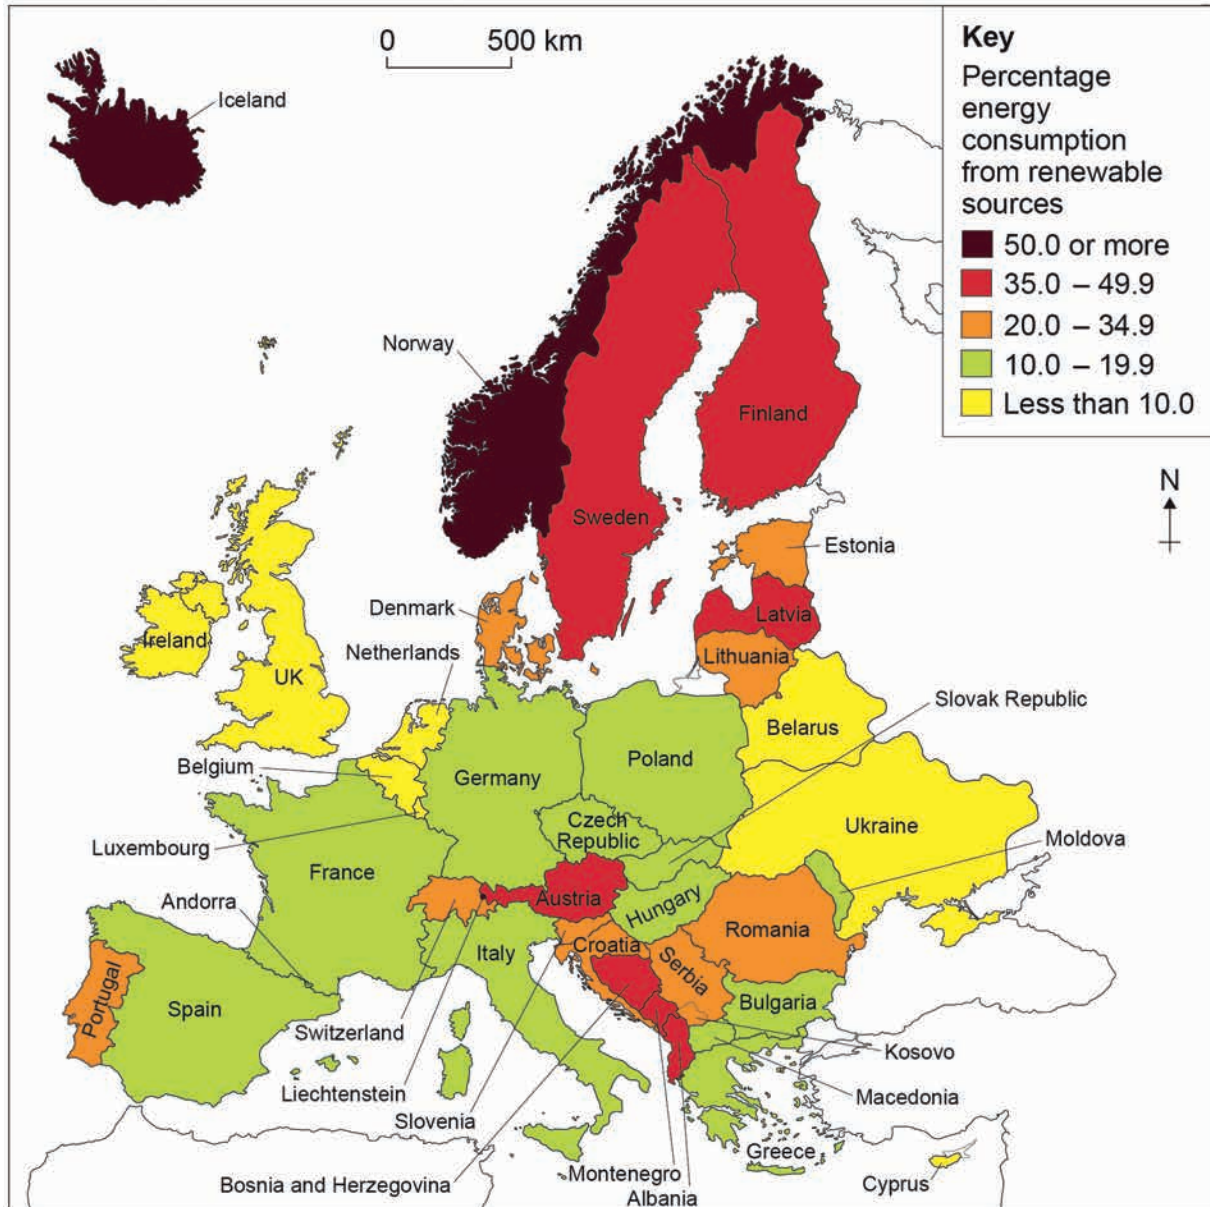 0 500 km
Key
Percentage
energy
consumption
from renewable
sources
50.0 or more
35.0 – 49.9
20.0 – 34.9
10.0 – 19.9
Less than 10.0
N
Iceland
Norway
Finland
Sweden
Estonia
Denmark
Latvia
Ireland
Netherlands
Lithuania
UK
Slovak Republic
Belarus
Belgium
Germany
Poland
Czech
Republic
Ukraine
Moldova
Luxembourg
France
Andorra
Austria
Hungary
Romania
Italy
Croatia
Serbia
Portugal
Spain
Bulgaria
Switzerland
Kosovo
Liechtenstein
Macedonia
Slovenia
Greece
Bosnia and Herzegovina
Montenegro
Albania
Cyprus